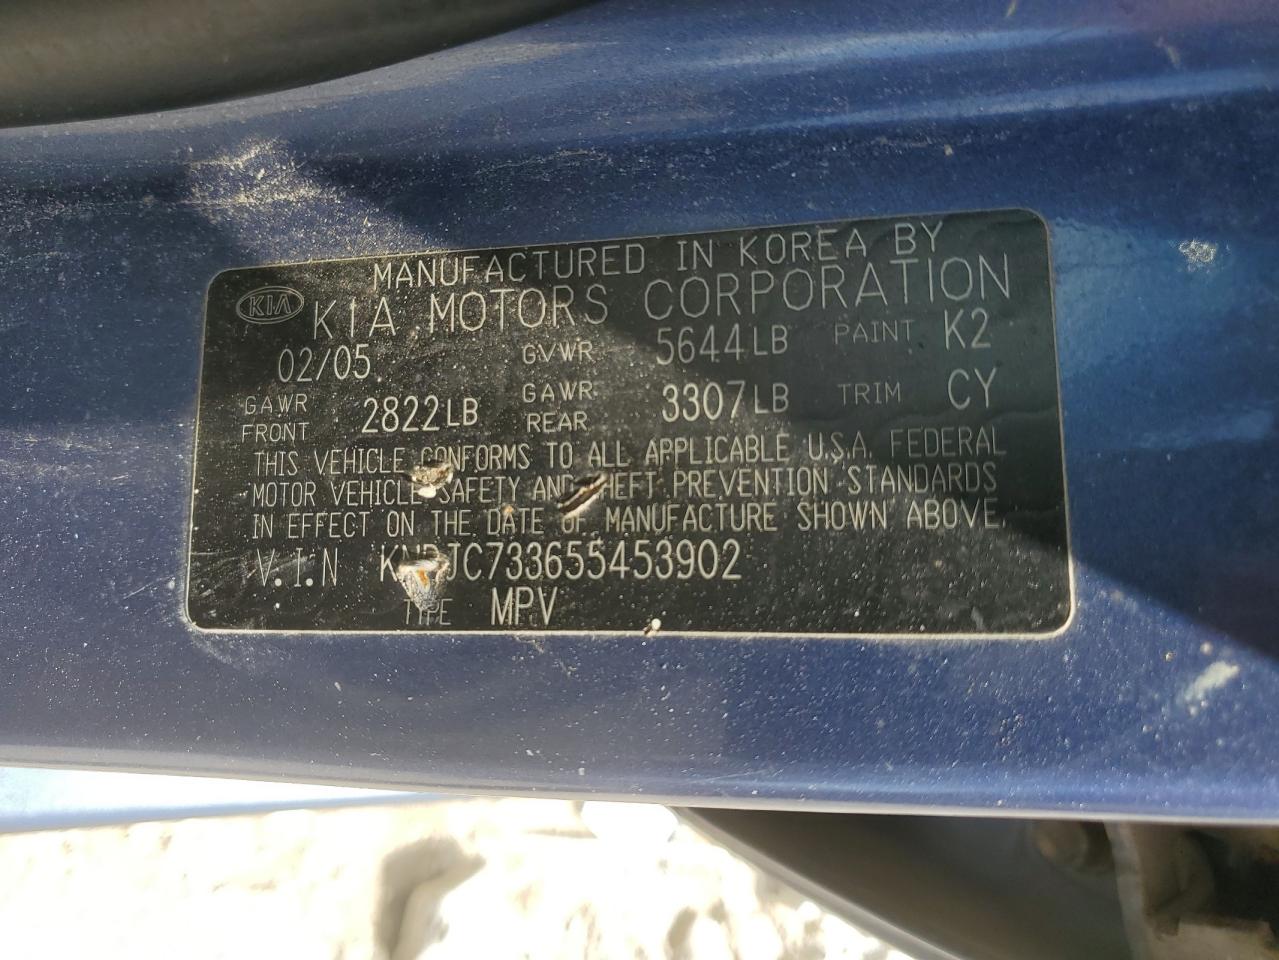 MANUFACTURED IN KOREA BY
KIA KIA MOTORS CORPORATION
02/05 GVWR 5644LB PAINT K2
GAWR FRONT 2822LB GAWR REAR 3307LB TRIM CY
THIS VEHICLE CONFORMS TO ALL APPLICABLE U.S.A. FEDERAL
MOTOR VEHICLE SAFETY AND THEFT PREVENTION STANDARDS
IN EFFECT ON THE DATE OF MANUFACTURE SHOWN ABOVE.
V.I.N
TYPE MPV